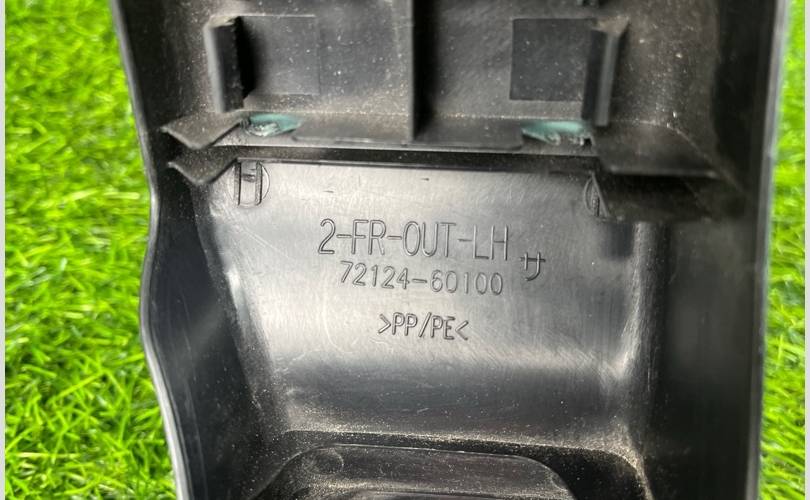 2-FR-OUT-LH サ
72124-60100
>PP/PE<